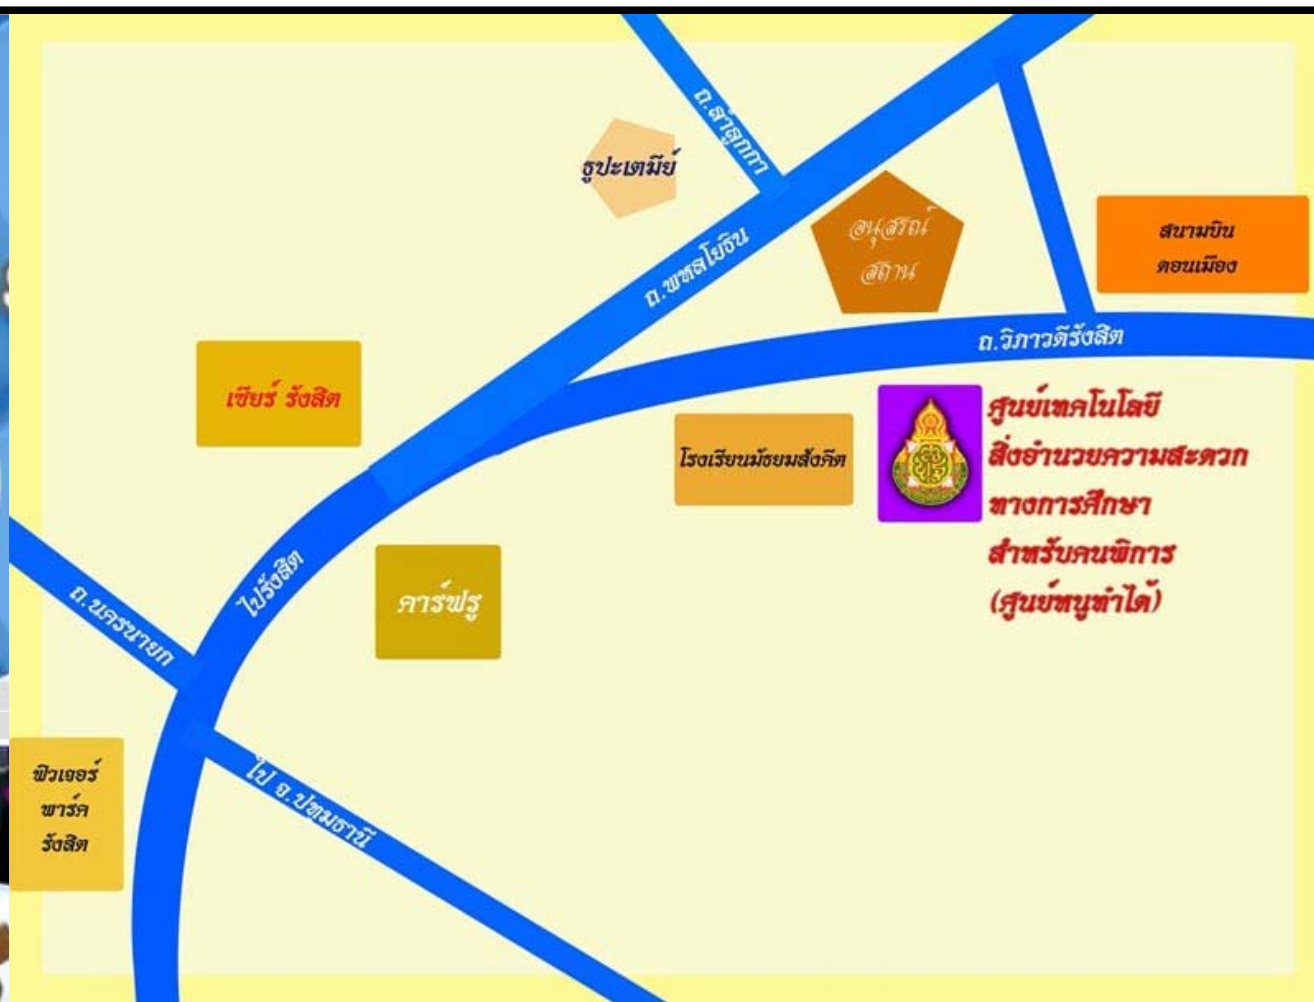 ถ.ลำลูกกา
ธูปะเตมีย์
ถ.พหลโยธิน
อนุสรณ์
สถาน
สนามบิน
ดอนเมือง
ถ.วิภาวดีรังสิต
เซียร์ รังสิต
โรงเรียนมัธยมสังคีต
ศูนย์เทคโนโลยี
สิ่งอำนวยความสะดวก
ทางการศึกษา
สำหรับคนพิการ
(ศูนย์หนูทำได้)
ไปรังสิต
คาร์ฟรู
ถ.นครนายก
ไป จ.ปทุมธานี
ฟิวเจอร์
พาร์ค
รังสิต